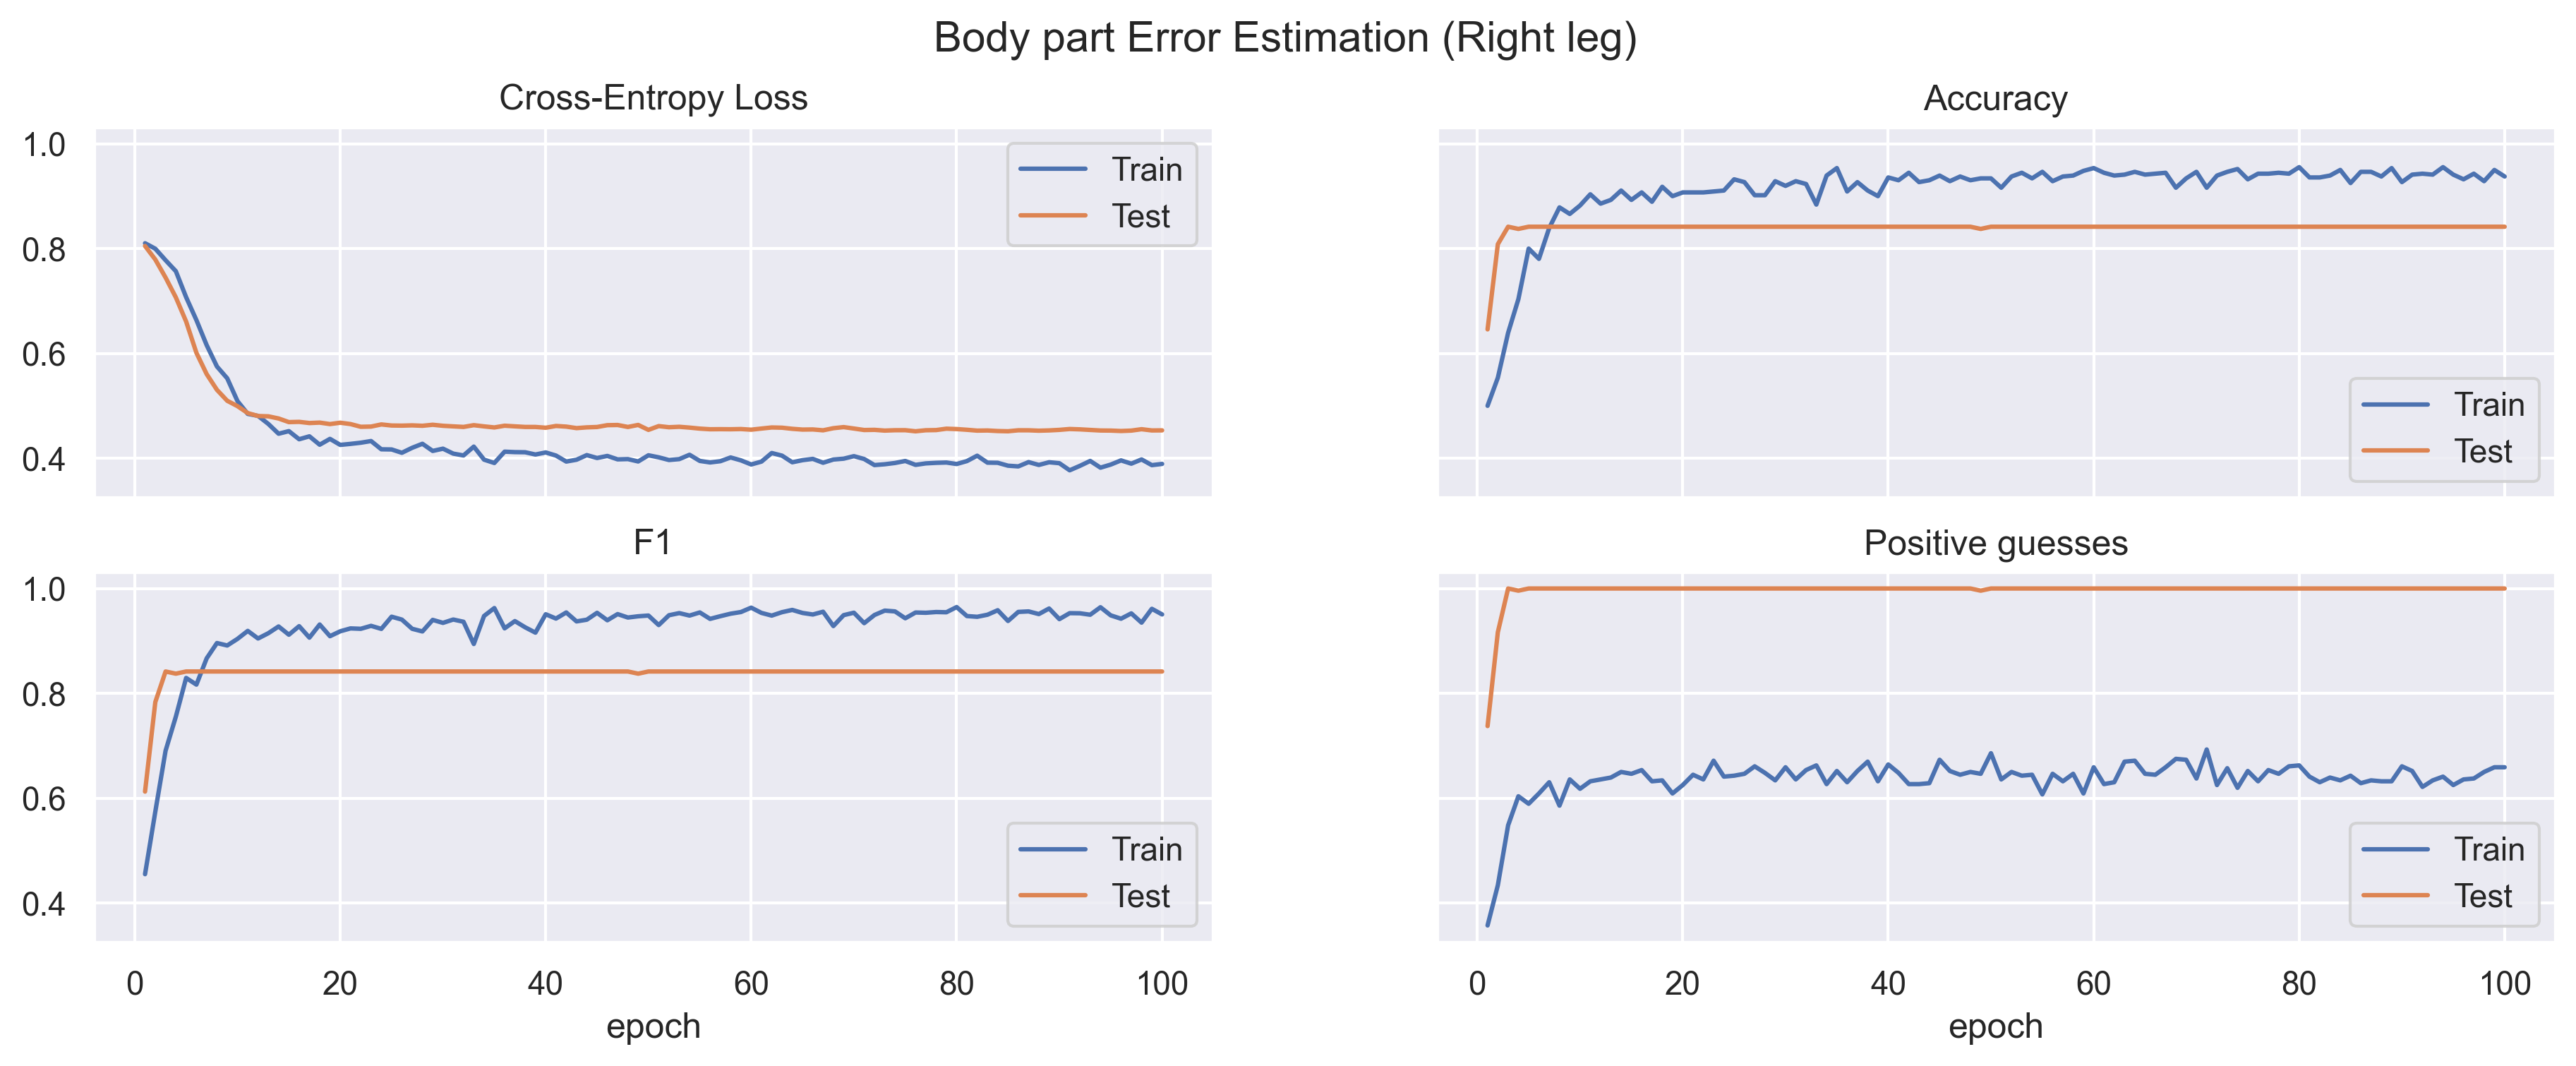 Body part Error Estimation (Right leg)
Cross-Entropy Loss
1.0
0.8
0.6
0.4
Train
Test
Accuracy
Train
Test
F1
1.0
0.8
0.6
0.4
0 20 40 60 80 100
epoch
Train
Test
Positive guesses
0 20 40 60 80 100
epoch
Train
Test